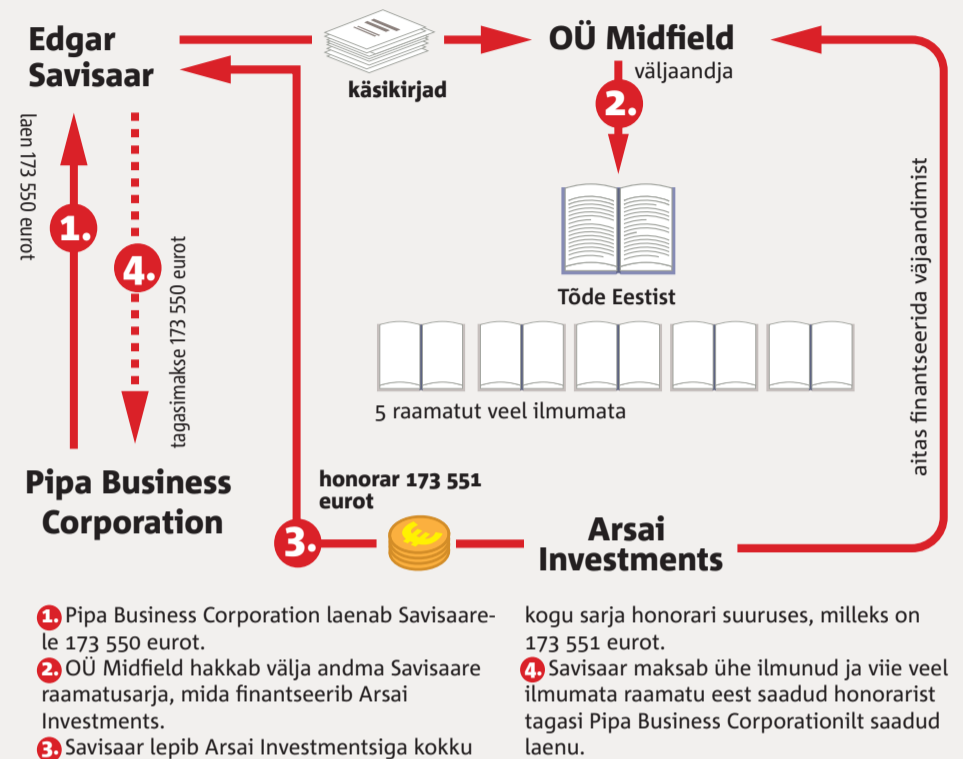 Edgar
Savisaar
käsikirjad
OÜ Midfield
väljaandja
2.
Tõde Eestist
5 raamatut veel ilmumata
aitas finantseerida väjaandimist
laen 173 550 eurot
1.
4.
tagasimakse 173 550 eurot
Pipa Business
Corporation
honorar 173 551
eurot
3.
Arsai
Investments
1. Pipa Business Corporation laenab Savisaare-
le 173 550 eurot.
2. OÜ Midfield hakkab välja andma Savisaare
raamatusarja, mida finantseerib Arsai
Investments.
3. Savisaar lepib Arsai Investmentsiga kokku
kogu sarja honorari suuruses, milleks on
173 551 eurot.
4. Savisaar maksab ühe ilmunud ja viie veel
ilmumata raamatu eest saadud honorarist
tagasi Pipa Business Corporationilt saadud
laenu.